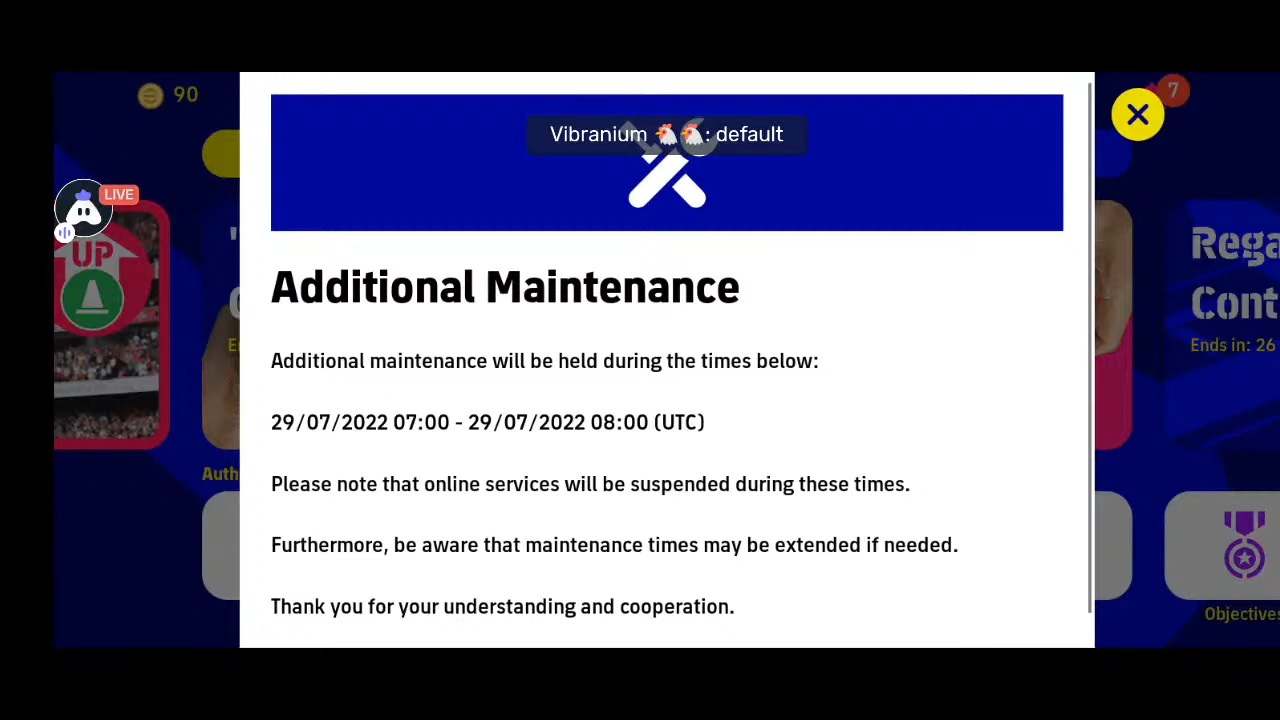 90
7
Vibranium 🐔🐔: default
LIVE
UP
Additional Maintenance
Rega
Cont
Ends in: 26
Additional maintenance will be held during the times below:
29/07/2022 07:00 - 29/07/2022 08:00 (UTC)
Auth
Please note that online services will be suspended during these times.
Furthermore, be aware that maintenance times may be extended if needed.
Thank you for your understanding and cooperation.
Objectives